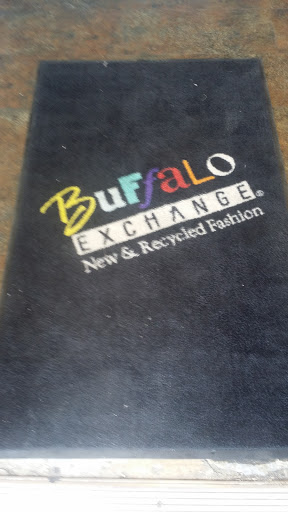 BuFfaLO
EXCHANGE®
New & Recycled Fashion